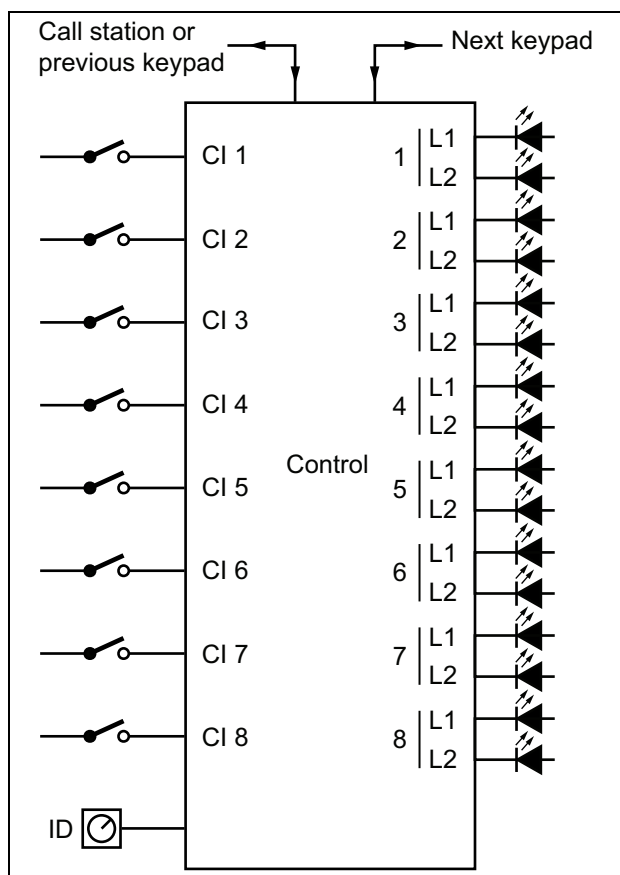 Call station or
previous keypad
Next keypad
CI 1
CI 2
CI 3
CI 4
CI 5
CI 6
CI 7
CI 8
ID
Control
1
L1
L2
2
L1
L2
3
L1
L2
4
L1
L2
5
L1
L2
6
L1
L2
7
L1
L2
8
L1
L2